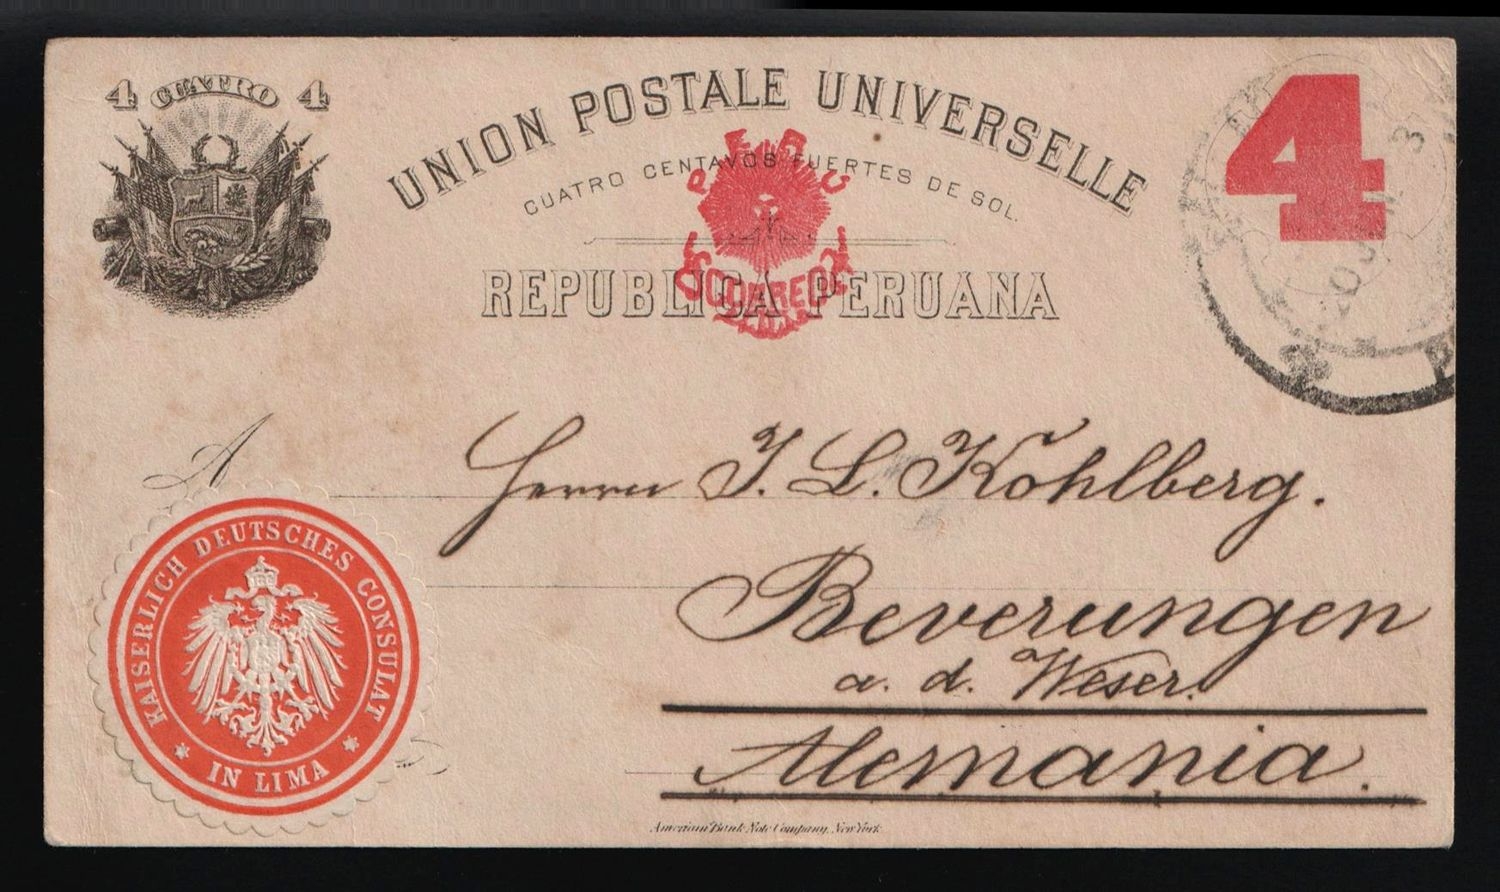 4 CUATRO 4
UNION POSTALE UNIVERSELLE
4
CUATRO CENTAVOS FUERTES DE SOL.
PERU
REPUBLICA PERUANA
A
Herrn J. L. Kohlberg.
Beverungen
a. d. Weser.
Alemania.
KAISERLICH DEUTSCHES CONSULAT
IN LIMA
American Bank Note Company, New York